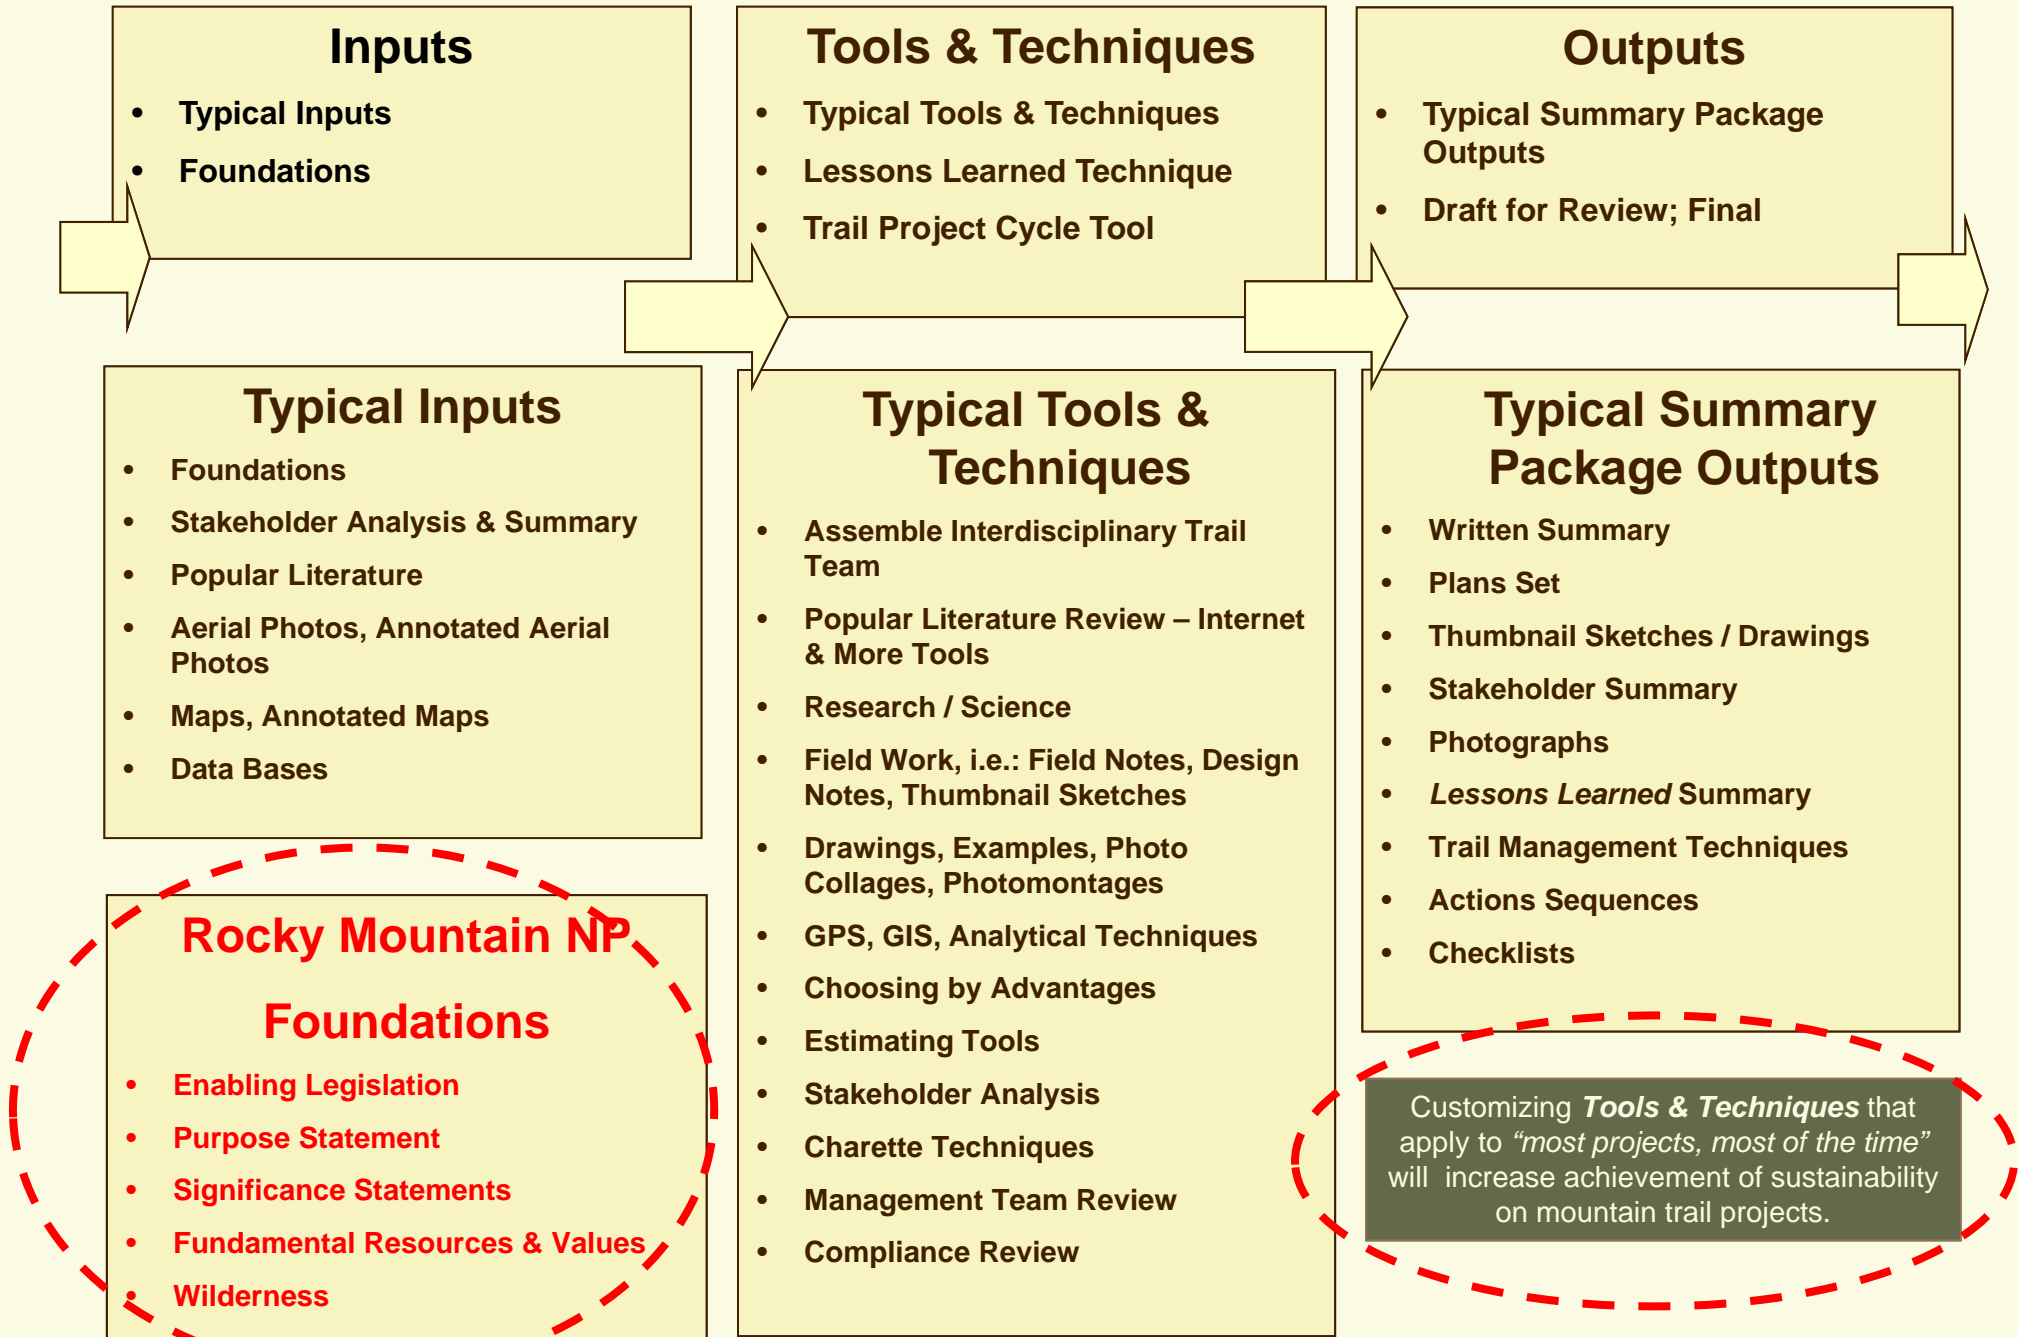 Inputs
• Typical Inputs
• Foundations
Tools & Techniques
• Typical Tools & Techniques
• Lessons Learned Technique
• Trail Project Cycle Tool
Outputs
• Typical Summary Package
Outputs
• Draft for Review; Final
Typical Inputs
• Foundations
• Stakeholder Analysis & Summary
• Popular Literature
• Aerial Photos, Annotated Aerial
Photos
• Maps, Annotated Maps
• Data Bases
Rocky Mountain NP
Foundations
• Enabling Legislation
• Purpose Statement
• Significance Statements
• Fundamental Resources & Values
• Wilderness
Typical Tools &
Techniques
• Assemble Interdisciplinary Trail
Team
• Popular Literature Review – Internet
& More Tools
• Research / Science
• Field Work, i.e.: Field Notes, Design
Notes, Thumbnail Sketches
• Drawings, Examples, Photo
Collages, Photomontages
• GPS, GIS, Analytical Techniques
• Choosing by Advantages
• Estimating Tools
• Stakeholder Analysis
• Charette Techniques
• Management Team Review
• Compliance Review
Typical Summary
Package Outputs
• Written Summary
• Plans Set
• Thumbnail Sketches / Drawings
• Stakeholder Summary
• Photographs
• Lessons Learned Summary
• Trail Management Techniques
• Actions Sequences
• Checklists
Customizing Tools & Techniques that
apply to “most projects, most of the time”
will increase achievement of sustainability
on mountain trail projects.